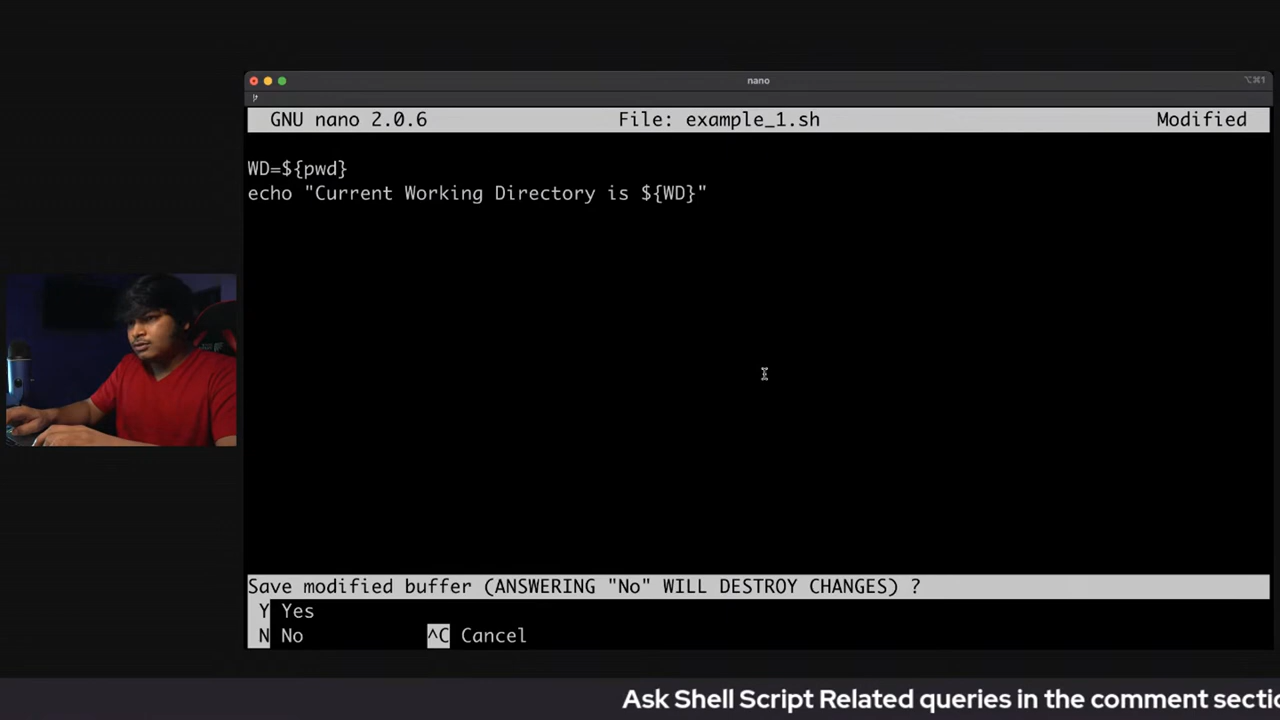 nano
⌥⌘1
GNU nano 2.0.6 File: example_1.sh Modified
WD=${pwd}
echo "Current Working Directory is ${WD}"
Save modified buffer (ANSWERING "No" WILL DESTROY CHANGES) ?
Y Yes
N No ^C Cancel
Ask Shell Script Related queries in the comment sectio